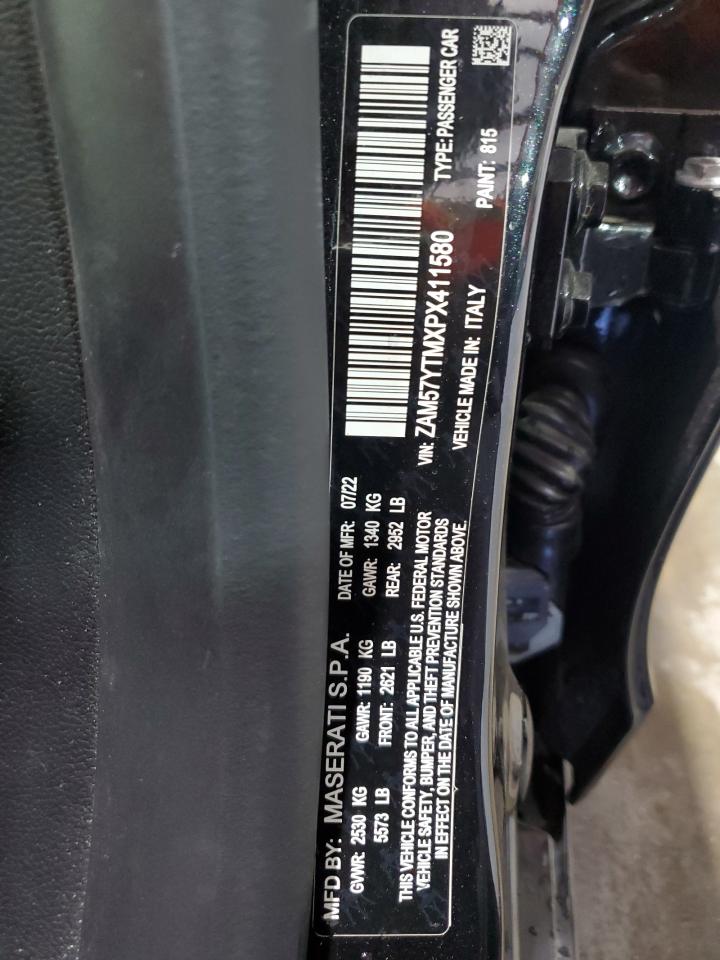 MFD BY: MASERATI S.P.A. DATE OF MFR: 07/22
GVWR: 2530 KG GAWR: 1190 KG GAWR: 1340 KG
5573 LB FRONT: 2621 LB REAR: 2952 LB
THIS VEHICLE CONFORMS TO ALL APPLICABLE U.S. FEDERAL MOTOR
VEHICLE SAFETY, BUMPER, AND THEFT PREVENTION STANDARDS
IN EFFECT ON THE DATE OF MANUFACTURE SHOWN ABOVE.
VIN: ZAM57YTMXPX411580 TYPE: PASSENGER CAR
VEHICLE MADE IN: ITALY PAINT: 815